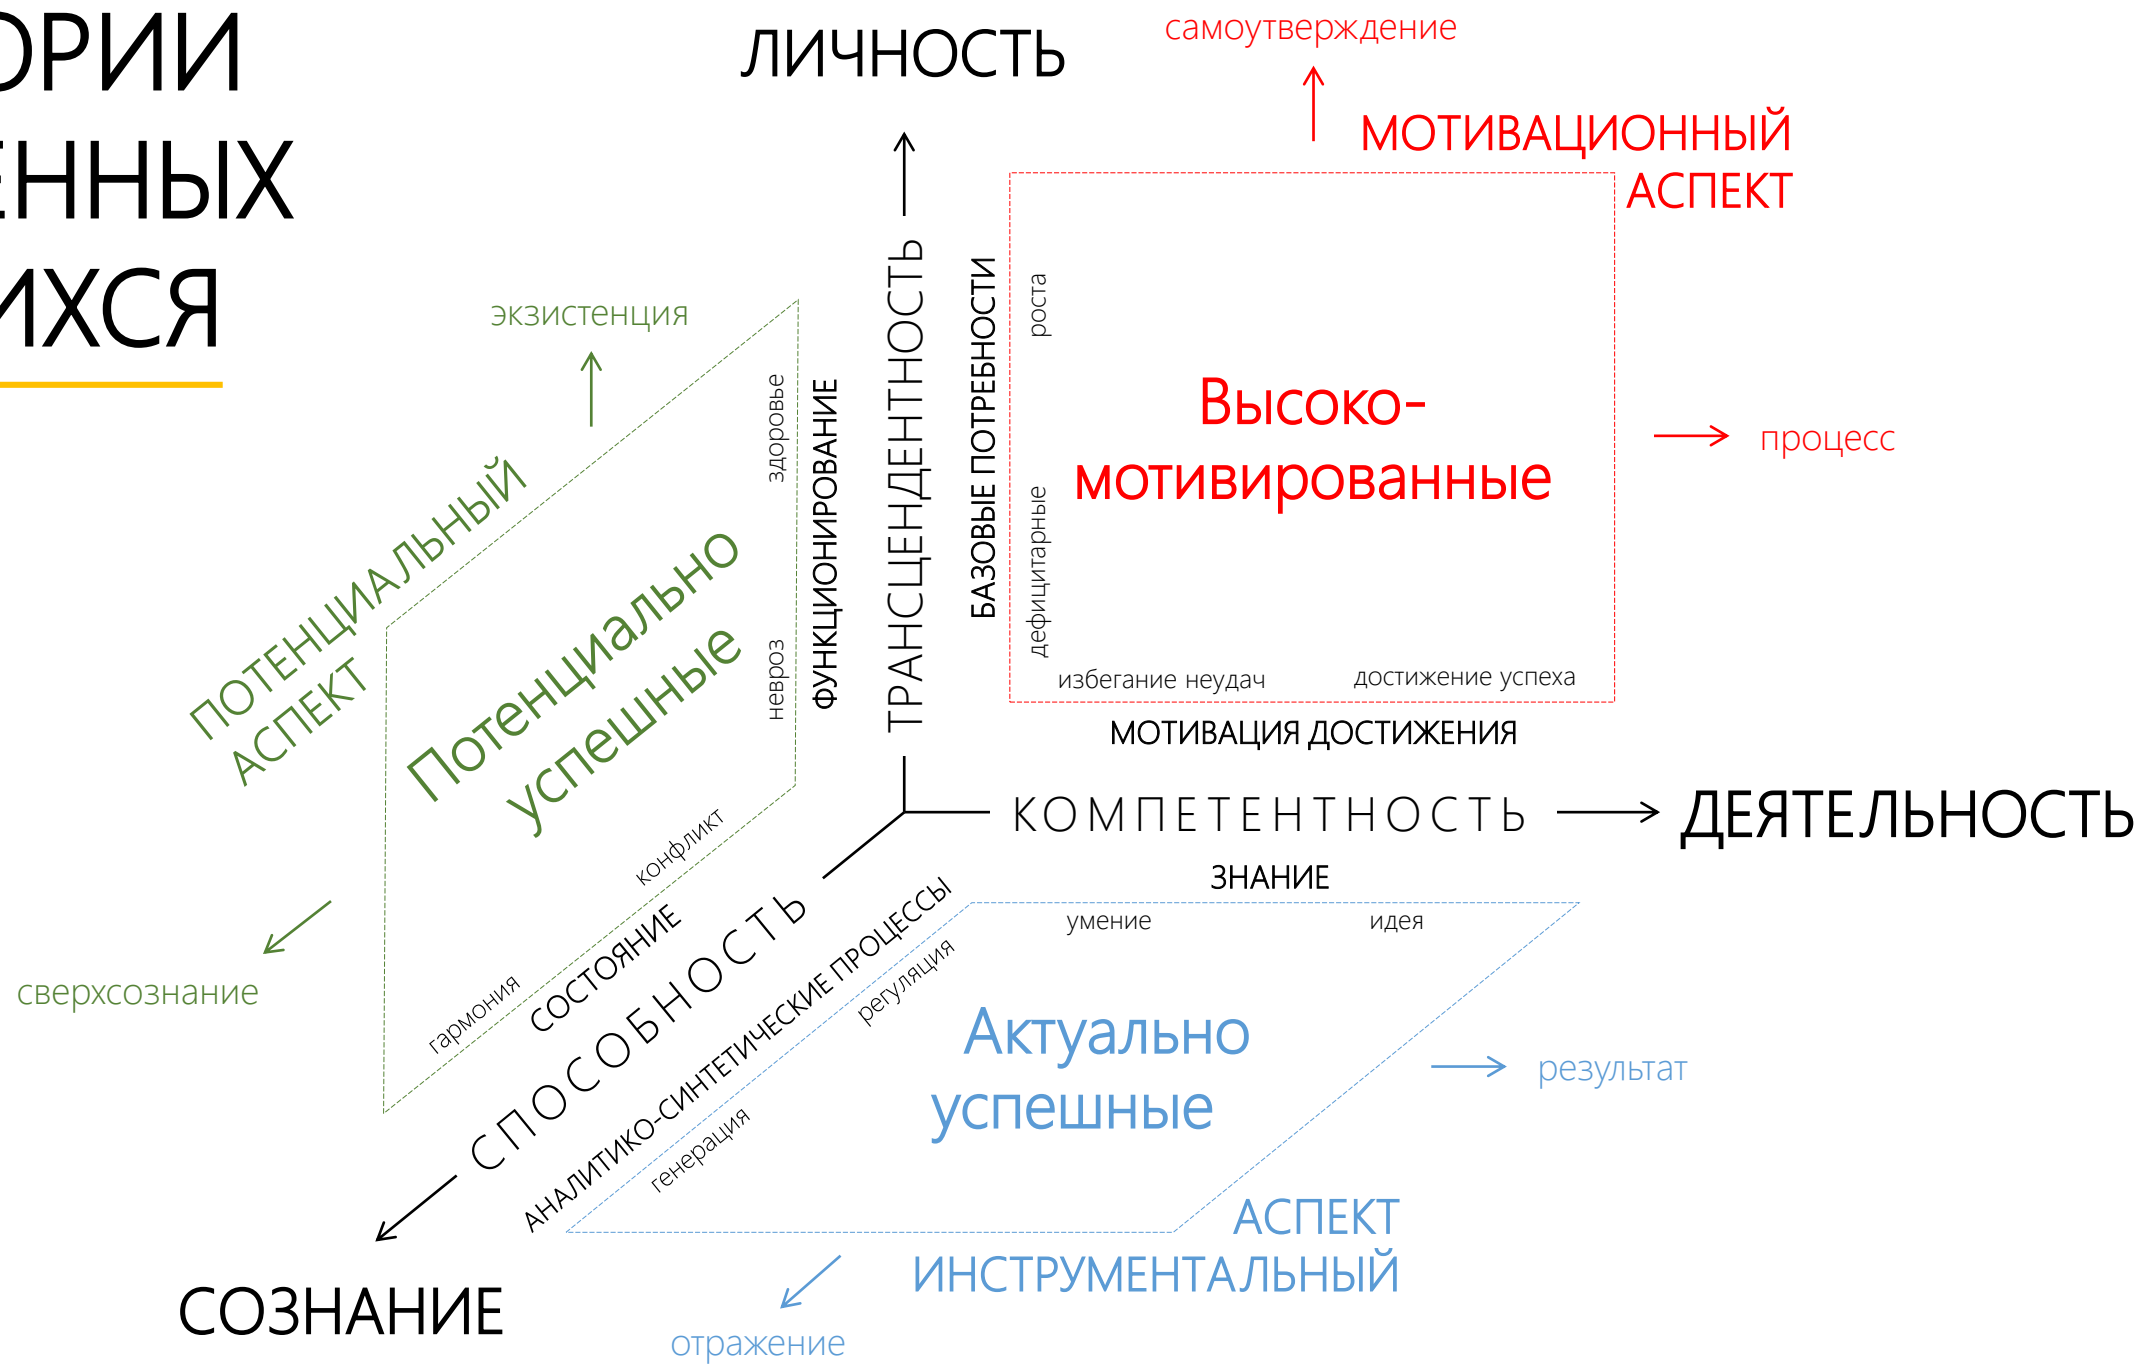 ОРИИ
ЕННЫХ
ИХСЯ
ЛИЧНОСТЬ
самоутверждение
МОТИВАЦИОННЫЙ
АСПЕКТ
экзистенция
ПОТЕНЦИАЛЬНЫЙ
АСПЕКТ
Потенциально
успешные
здоровье
невроз
ФУНКЦИОНИРОВАНИЕ
ТРАНСЦЕНДЕНТНОСТЬ
БАЗОВЫЕ ПОТРЕБНОСТИ
роста
дефицитарные
Высоко-
мотивированные
процесс
избегание неудач
достижение успеха
МОТИВАЦИЯ ДОСТИЖЕНИЯ
КОМПЕТЕНТНОСТЬ
ДЕЯТЕЛЬНОСТЬ
конфликт
гармония
СОСТОЯНИЕ
сверхсознание
СПОСОБНОСТЬ
АНАЛИТИКО-СИНТЕТИЧЕСКИЕ ПРОЦЕССЫ
ЗНАНИЕ
умение
идея
регуляция
генерация
Актуально
успешные
результат
АСПЕКТ
ИНСТРУМЕНТАЛЬНЫЙ
СОЗНАНИЕ
отражение